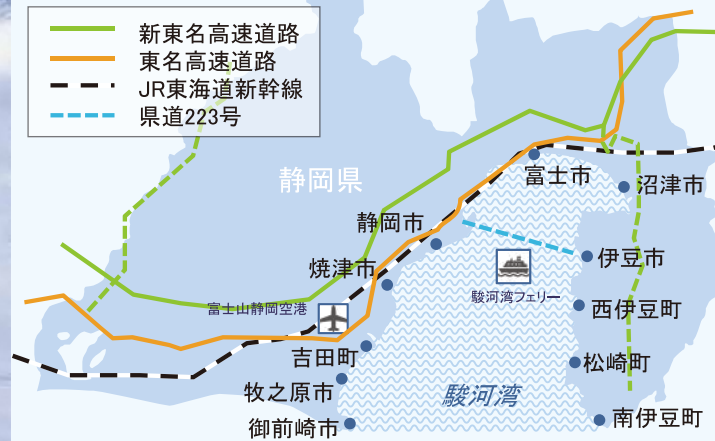 新東名高速道路
東名高速道路
JR東海道新幹線
県道223号
静岡県
富士市
沼津市
静岡市
焼津市
伊豆市
富士山静岡空港
駿河湾フェリー
西伊豆町
吉田町
松崎町
牧之原市
駿河湾
御前崎市
南伊豆町